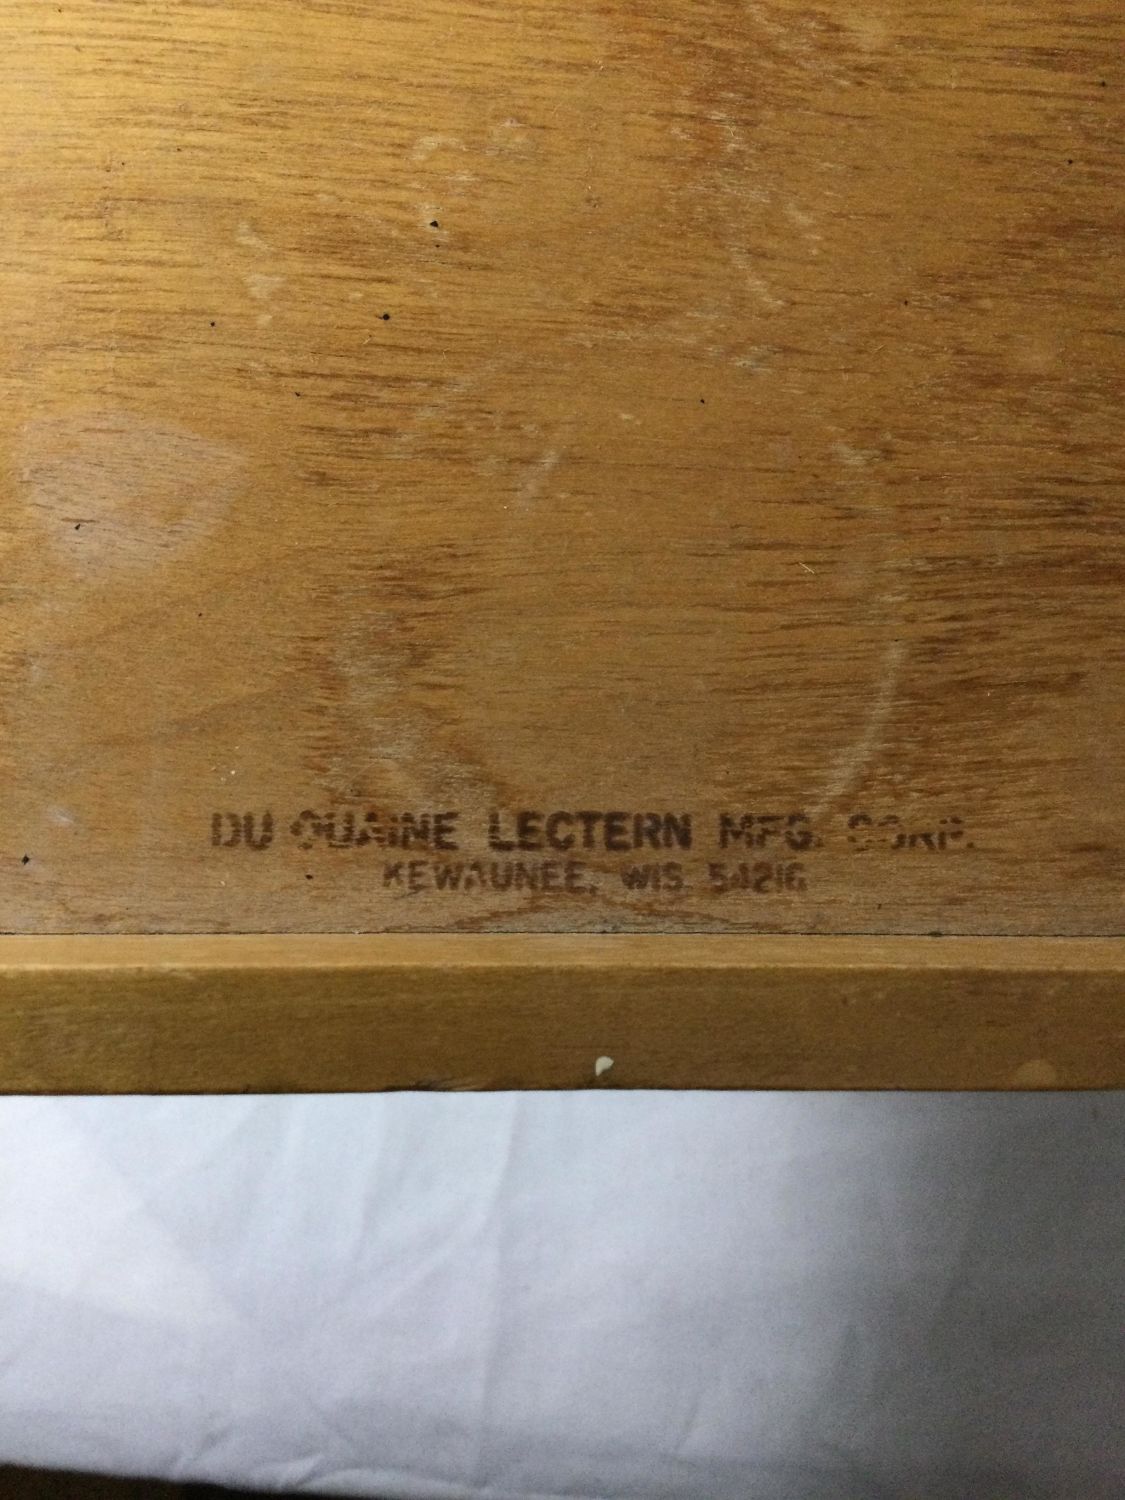 DU QUAINE LECTERN MFG. CORP.
KEWAUNEE, WIS. 54216